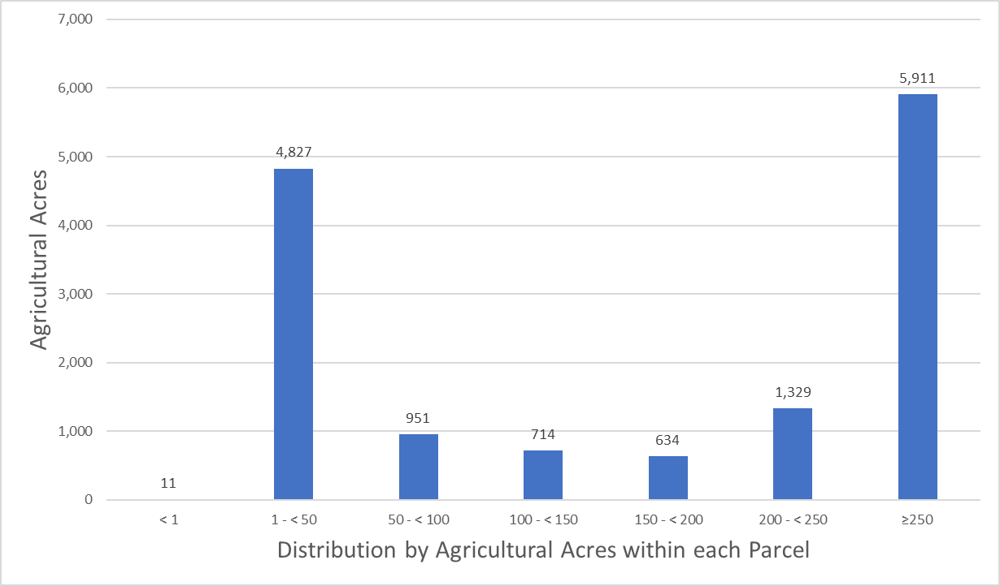 7,000
6,000
5,000
4,000
3,000
2,000
1,000
0
Agricultural Acres
11
4,827
951
714
634
1,329
5,911
< 1
1 - < 50
50 - < 100
100 - < 150
150 - < 200
200 - < 250
≥250
Distribution by Agricultural Acres within each Parcel